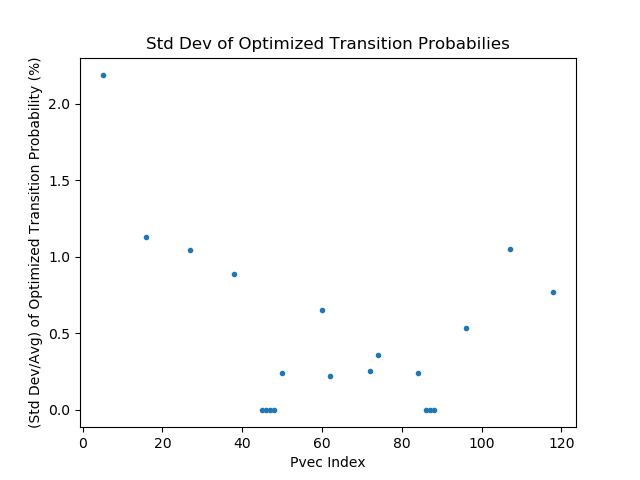 Std Dev of Optimized Transition Probabilies
(Std Dev/Avg) of Optimized Transition Probability (%)
2.0
1.5
1.0
0.5
0.0
0 20 40 60 80 100 120
Pvec Index